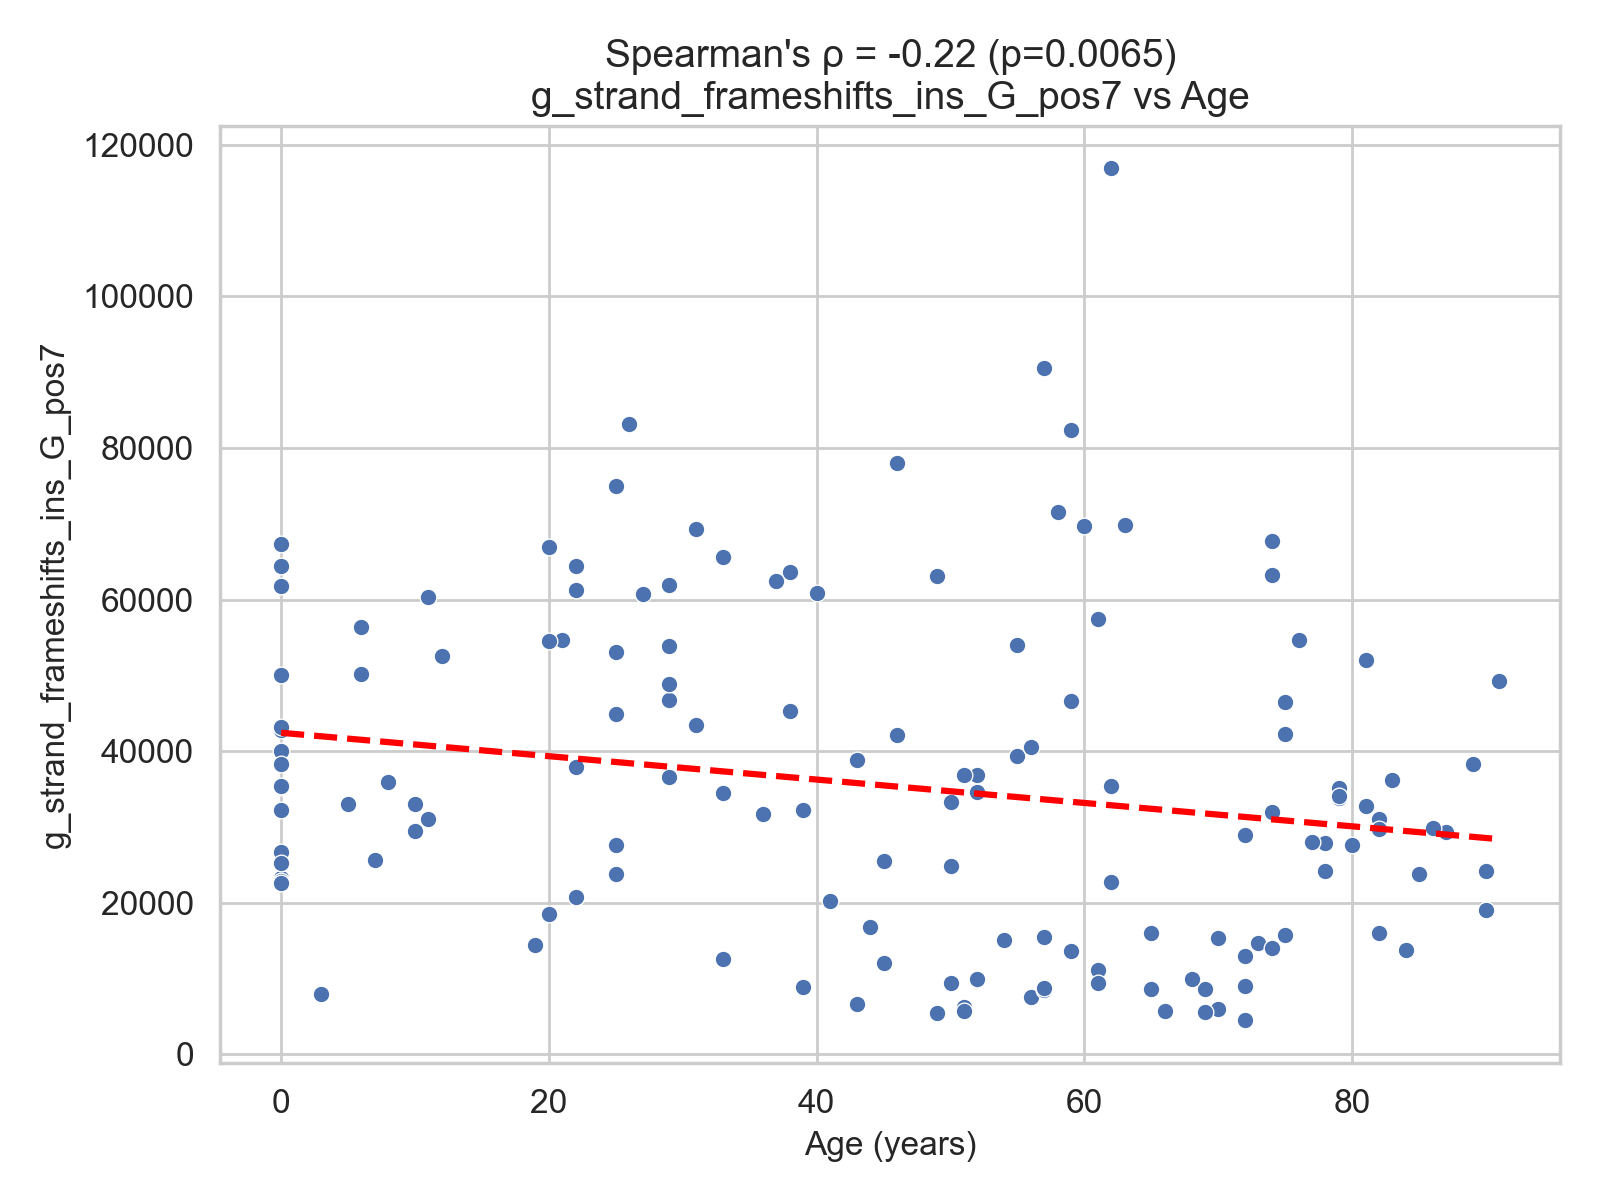 Spearman's ρ = -0.22 (p=0.0065)
g_strand_frameshifts_ins_G_pos7 vs Age
120000
100000
80000
60000
40000
20000
0
g_strand_frameshifts_ins_G_pos7
0 20 40 60 80
Age (years)